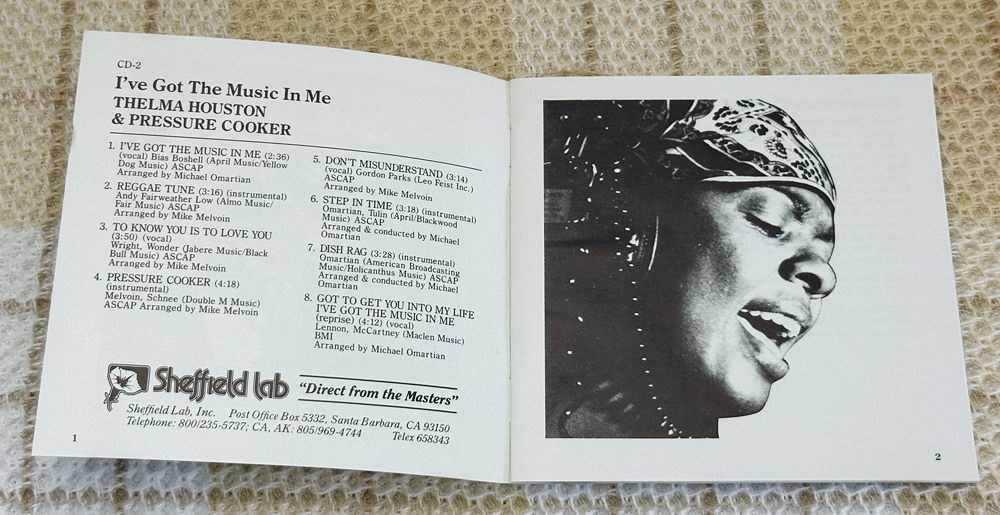 CD-2
I've Got The Music In Me
THELMA HOUSTON
& PRESSURE COOKER
1. I'VE GOT THE MUSIC IN ME (2:36)
(vocal) Bias Boshell (April Music/Yellow
Dog Music) ASCAP
Arranged by Michael Omartian
2. REGGAE TUNE (3:16) (instrumental)
Andy Fairweather Low (Almo Music/
Fair Music) ASCAP
Arranged by Mike Melvoin
3. TO KNOW YOU IS TO LOVE YOU
(3:50) (vocal)
Wright, Wonder (Jabere Music/Black
Bull Music) ASCAP
Arranged by Mike Melvoin
4. PRESSURE COOKER (4:18)
(instrumental)
Melvoin, Schnee (Double M Music)
ASCAP Arranged by Mike Melvoin
5. DON'T MISUNDERSTAND (3:14)
(vocal) Gordon Parks (Leo Feist Inc.)
ASCAP
Arranged by Mike Melvoin
6. STEP IN TIME (3:18) (instrumental)
Omartian, Tulin (April/Blackwood
Music) ASCAP
Arranged & conducted by Michael
Omartian
7. DISH RAG (3:28) (instrumental)
Omartian (American Broadcasting
Music/Holicanthus Music) ASCAP
Arranged & conducted by Michael
Omartian
8. GOT TO GET YOU INTO MY LIFE
I'VE GOT THE MUSIC IN ME
(reprise) (4:12) (vocal)
Lennon, McCartney (Maclen Music)
BMI
Arranged by Michael Omartian
Sheffield Lab "Direct from the Masters"
Sheffield Lab, Inc. Post Office Box 5332, Santa Barbara, CA 93150
Telephone: 800/235-5737; CA, AK: 805/969-4744 Telex 658343
1
2